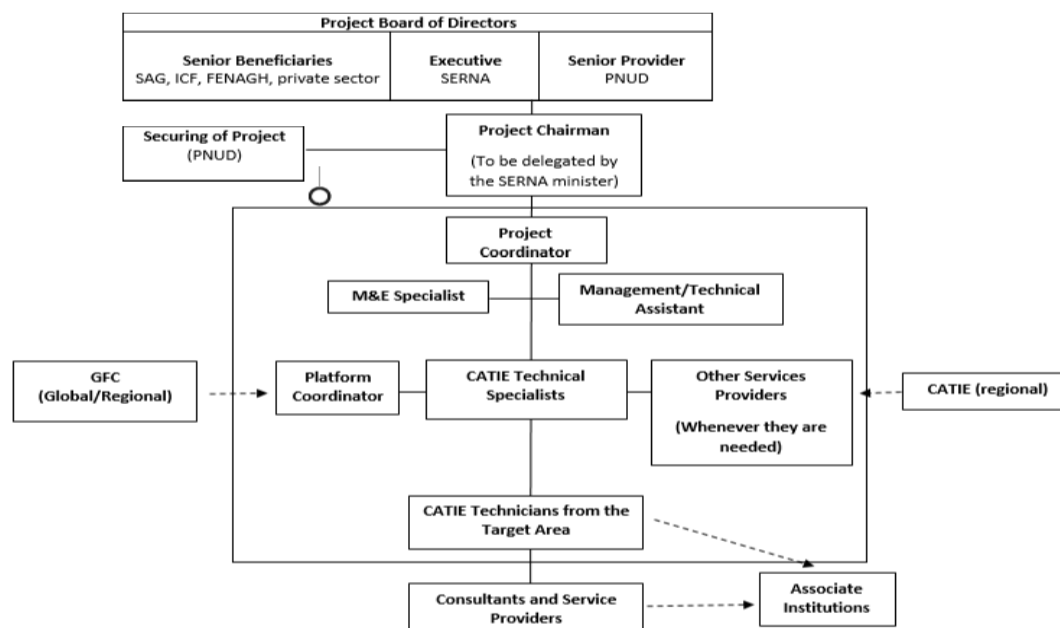 Project Board of Directors
Senior Beneficiaries
SAG, ICF, FENAGH, private sector
Executive
SERNA
Senior Provider
PNUD
Securing of Project
(PNUD)
Project Chairman
(To be delegated by
the SERNA minister)
Project
Coordinator
M&E Specialist
Management/Technical
Assistant
GFC
(Global/Regional)
Platform
Coordinator
CATIE Technical
Specialists
Other Services
Providers
(Whenever they are
needed)
CATIE (regional)
CATIE Technicians from the
Target Area
Consultants and Service
Providers
Associate
Institutions